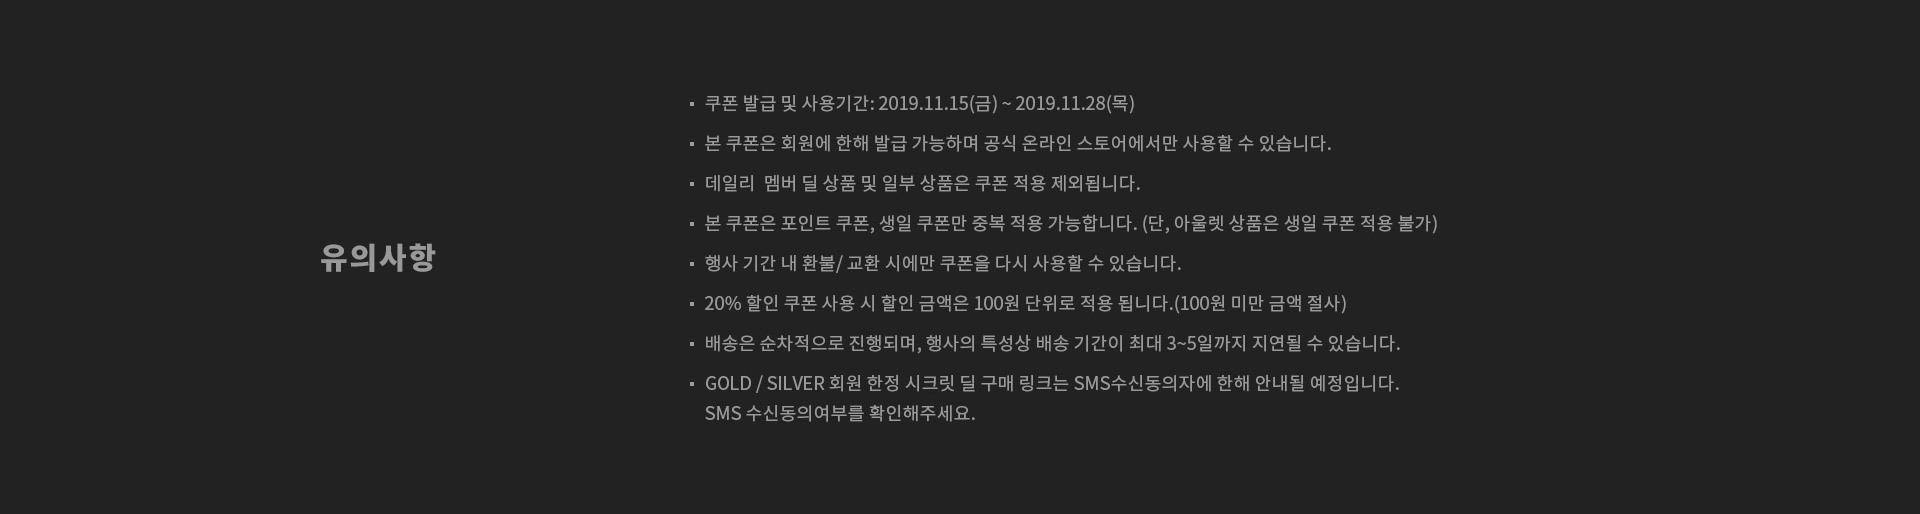 유의사항
▪ 쿠폰 발급 및 사용기간: 2019.11.15(금) ~ 2019.11.28(목)
▪ 본 쿠폰은 회원에 한해 발급 가능하며 공식 온라인 스토어에서만 사용할 수 있습니다.
▪ 데일리  멤버 딜 상품 및 일부 상품은 쿠폰 적용 제외됩니다.
▪ 본 쿠폰은 포인트 쿠폰, 생일 쿠폰만 중복 적용 가능합니다. (단, 아울렛 상품은 생일 쿠폰 적용 불가)
▪ 행사 기간 내 환불/ 교환 시에만 쿠폰을 다시 사용할 수 있습니다.
▪ 20% 할인 쿠폰 사용 시 할인 금액은 100원 단위로 적용 됩니다.(100원 미만 금액 절사)
▪ 배송은 순차적으로 진행되며, 행사의 특성상 배송 기간이 최대 3~5일까지 지연될 수 있습니다.
▪ GOLD / SILVER 회원 한정 시크릿 딜 구매 링크는 SMS수신동의자에 한해 안내될 예정입니다.
SMS 수신동의여부를 확인해주세요.